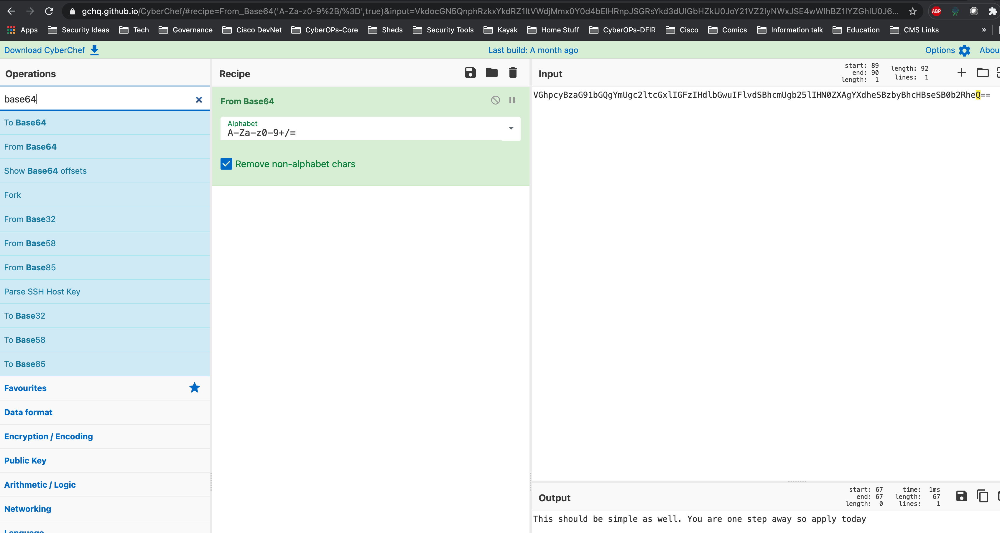 gchq.github.io/CyberChef/#recipe=From_Base64('A-Za-z0-9%2B/%3D',true)&input=VkdocGN5QnphRzkxYkdRZ1ltVWdjMmx0Y0d4bElHRnpJSGRsYkd3dUlGbHZkU0JoY21VZ2IyNWxJSE4wWlhBZ1lYZGhlU0J6...
ABP
Apps Security Ideas Tech Governance Cisco DevNet CyberOPs-Core Sheds Security Tools Kayak Home Stuff CyberOPs-DFIR Cisco Comics Information talk Education CMS Links »
Download CyberChef Last build: A month ago Options
Operations
base64
To Base64
From Base64
Show Base64 offsets
Fork
From Base32
From Base58
From Base85
Parse SSH Host Key
To Base32
To Base58
To Base85
Favourites
Data format
Encryption / Encoding
Public Key
Arithmetic / Logic
Networking
Language
Recipe
From Base64
Alphabet
A-Za-z0-9+/=
Remove non-alphabet chars
Input
start: 89
end: 90
length: 1
length: 92
lines: 1
VGhpcyBzaG91bGQgYmUgc2ltcGxlIGFzIHdlbGwuIFlvdSBhcmUgb25lIHN0ZXAgYXdheSBzbyBhcHBseSB0b2RheQ==
Output
start: 67
end: 67
length: 0
time: 1ms
length: 67
lines: 1
This should be simple as well. You are one step away so apply today